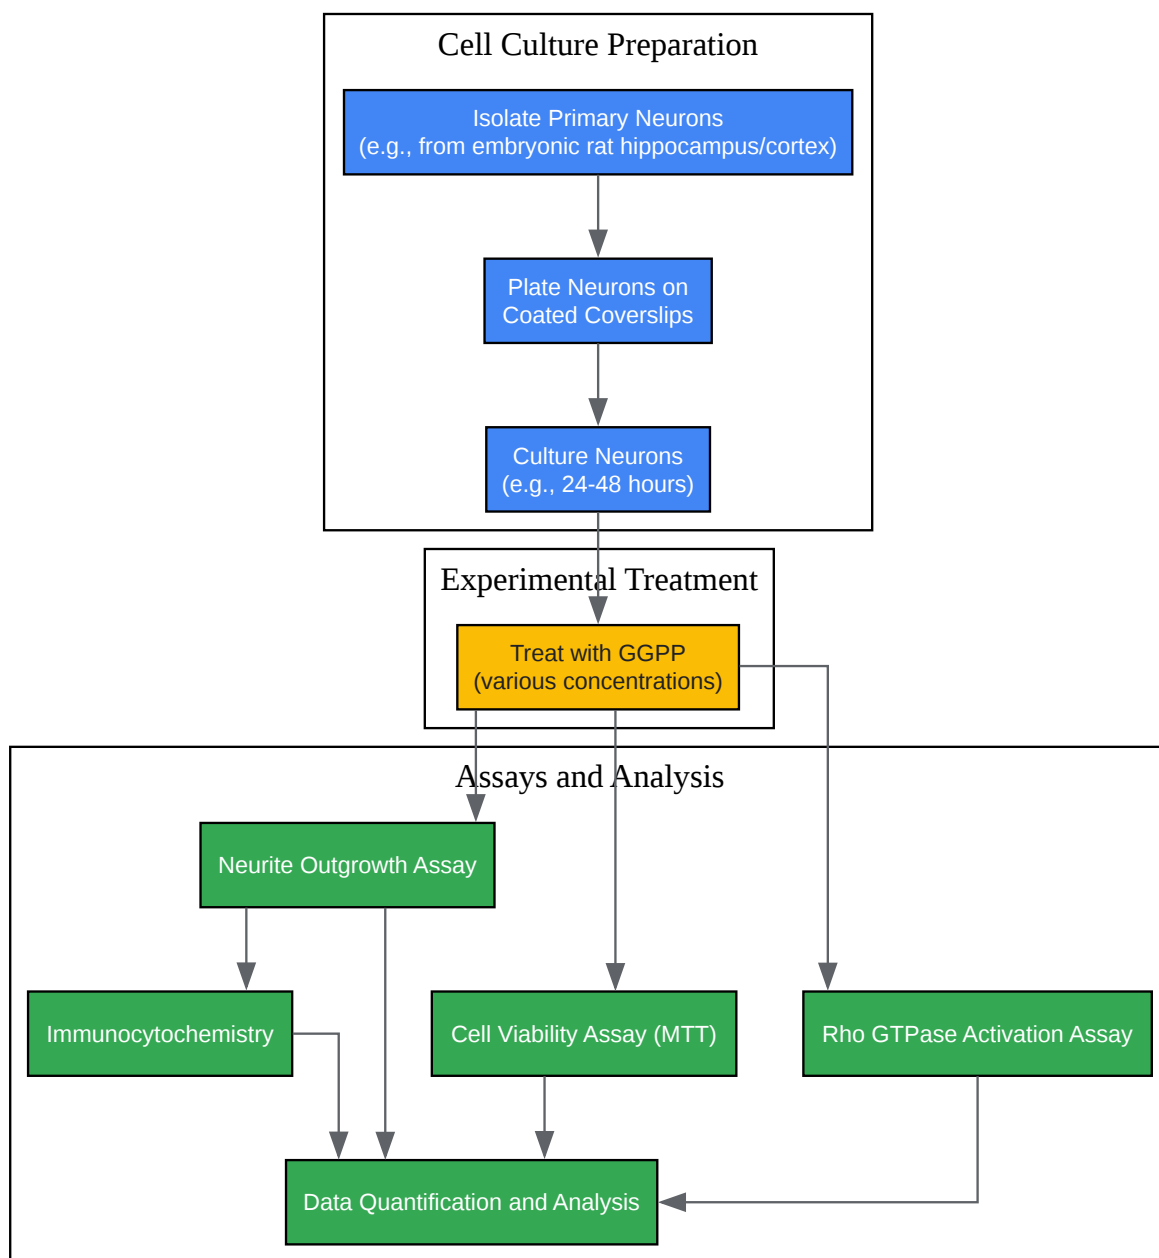 Cell Culture Preparation
Isolate Primary Neurons
(e.g., from embryonic rat hippocampus/cortex)
Plate Neurons on
Coated Coverslips
Culture Neurons
(e.g., 24-48 hours)
Experimental Treatment
Treat with GGPP
(various concentrations)
Assays and Analysis
Neurite Outgrowth Assay
Immunocytochemistry
Cell Viability Assay (MTT)
Rho GTPase Activation Assay
Data Quantification and Analysis